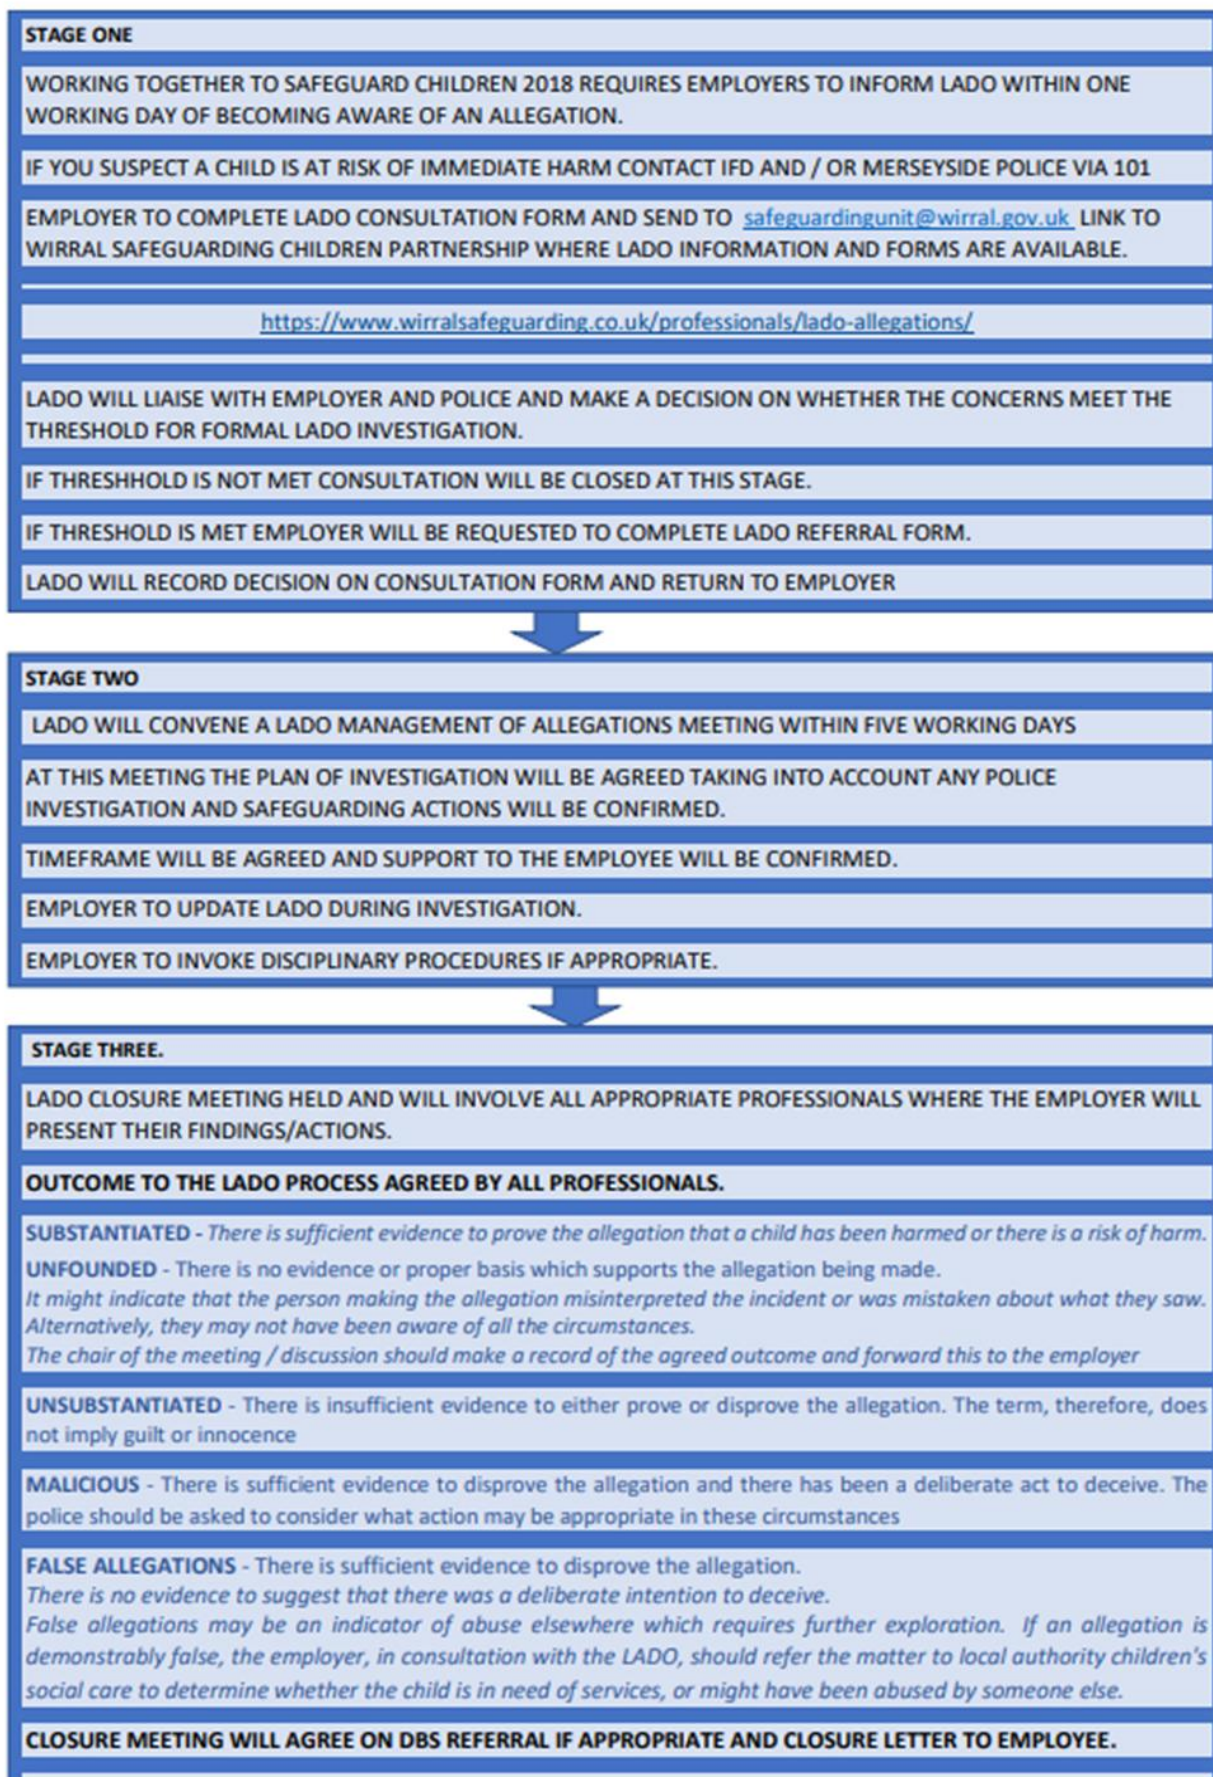 STAGE ONE
WORKING TOGETHER TO SAFEGUARD CHILDREN 2018 REQUIRES EMPLOYERS TO INFORM LADO WITHIN ONE
WORKING DAY OF BECOMING AWARE OF AN ALLEGATION.
IF YOU SUSPECT A CHILD IS AT RISK OF IMMEDIATE HARM CONTACT IFD AND / OR MERSEYSIDE POLICE VIA 101
EMPLOYER TO COMPLETE LADO CONSULTATION FORM AND SEND TO safeguardingunit@wirral.gov.uk LINK TO
WIRRAL SAFEGUARDING CHILDREN PARTNERSHIP WHERE LADO INFORMATION AND FORMS ARE AVAILABLE.
https://www.wirralsafeguarding.co.uk/professionals/lado-allegations/
LADO WILL LIAISE WITH EMPLOYER AND POLICE AND MAKE A DECISION ON WHETHER THE CONCERNS MEET THE
THRESHOLD FOR FORMAL LADO INVESTIGATION.
IF THRESHHOLD IS NOT MET CONSULTATION WILL BE CLOSED AT THIS STAGE.
IF THRESHOLD IS MET EMPLOYER WILL BE REQUESTED TO COMPLETE LADO REFERRAL FORM.
LADO WILL RECORD DECISION ON CONSULTATION FORM AND RETURN TO EMPLOYER
STAGE TWO
LADO WILL CONVENE A LADO MANAGEMENT OF ALLEGATIONS MEETING WITHIN FIVE WORKING DAYS
AT THIS MEETING THE PLAN OF INVESTIGATION WILL BE AGREED TAKING INTO ACCOUNT ANY POLICE
INVESTIGATION AND SAFEGUARDING ACTIONS WILL BE CONFIRMED.
TIMEFRAME WILL BE AGREED AND SUPPORT TO THE EMPLOYEE WILL BE CONFIRMED.
EMPLOYER TO UPDATE LADO DURING INVESTIGATION.
EMPLOYER TO INVOKE DISCIPLINARY PROCEDURES IF APPROPRIATE.
STAGE THREE.
LADO CLOSURE MEETING HELD AND WILL INVOLVE ALL APPROPRIATE PROFESSIONALS WHERE THE EMPLOYER WILL
PRESENT THEIR FINDINGS/ACTIONS.
OUTCOME TO THE LADO PROCESS AGREED BY ALL PROFESSIONALS.
SUBSTANTIATED - There is sufficient evidence to prove the allegation that a child has been harmed or there is a risk of harm.
UNFOUNDED - There is no evidence or proper basis which supports the allegation being made.
It might indicate that the person making the allegation misinterpreted the incident or was mistaken about what they saw.
Alternatively, they may not have been aware of all the circumstances.
The chair of the meeting / discussion should make a record of the agreed outcome and forward this to the employer
UNSUBSTANTIATED - There is insufficient evidence to either prove or disprove the allegation. The term, therefore, does
not imply guilt or innocence
MALICIOUS - There is sufficient evidence to disprove the allegation and there has been a deliberate act to deceive. The
police should be asked to consider what action may be appropriate in these circumstances
FALSE ALLEGATIONS - There is sufficient evidence to disprove the allegation.
There is no evidence to suggest that there was a deliberate intention to deceive.
False allegations may be an indicator of abuse elsewhere which requires further exploration. If an allegation is
demonstrably false, the employer, in consultation with the LADO, should refer the matter to local authority children's
social care to determine whether the child is in need of services, or might have been abused by someone else.
CLOSURE MEETING WILL AGREE ON DBS REFERRAL IF APPROPRIATE AND CLOSURE LETTER TO EMPLOYEE.